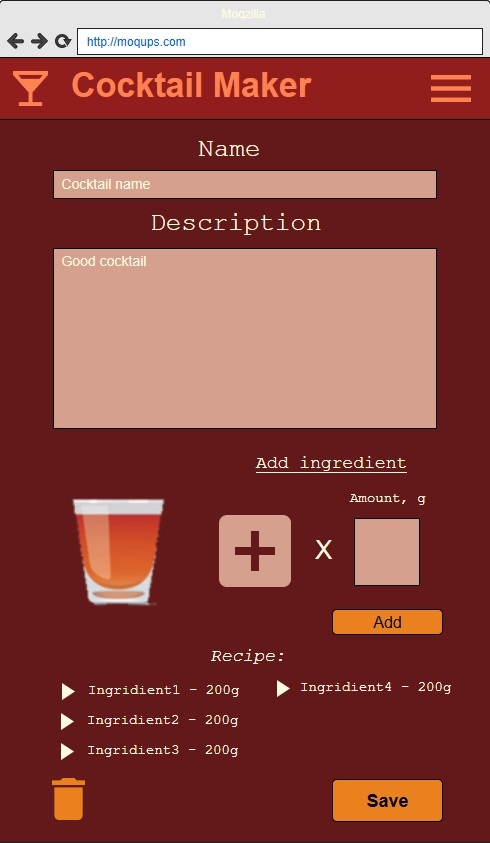 Moqzilla
http://moqups.com
Cocktail Maker
Name
Cocktail name
Description
Good cocktail
Add ingredient
Amount, g
X
Add
Recipe:
Ingridient1 - 200g
Ingridient4 - 200g
Ingridient2 - 200g
Ingridient3 - 200g
Save